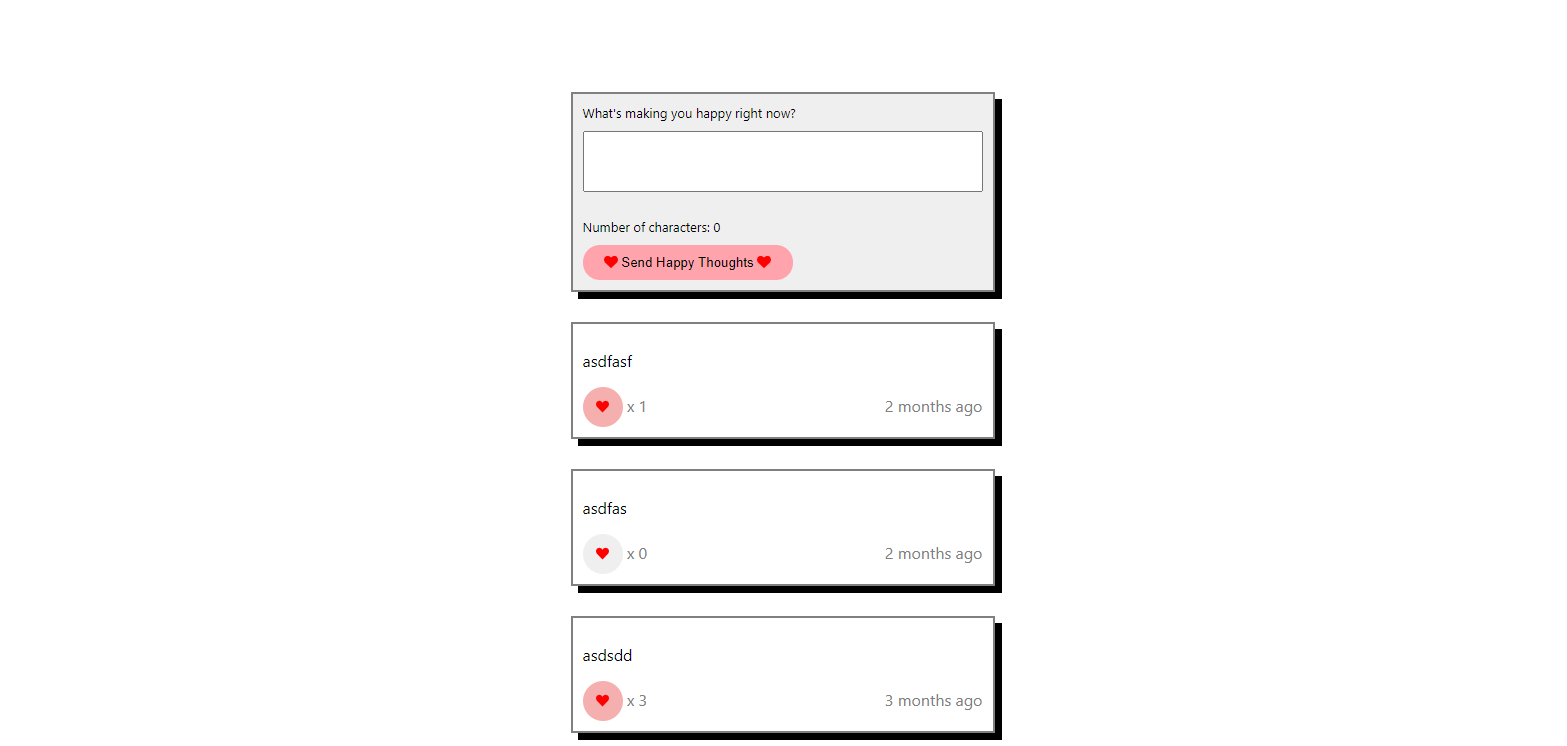 What's making you happy right now?
Number of characters: 0
Send Happy Thoughts
asdfasf
x 1 2 months ago
asdfas
x 0 2 months ago
asdsdd
x 3 3 months ago